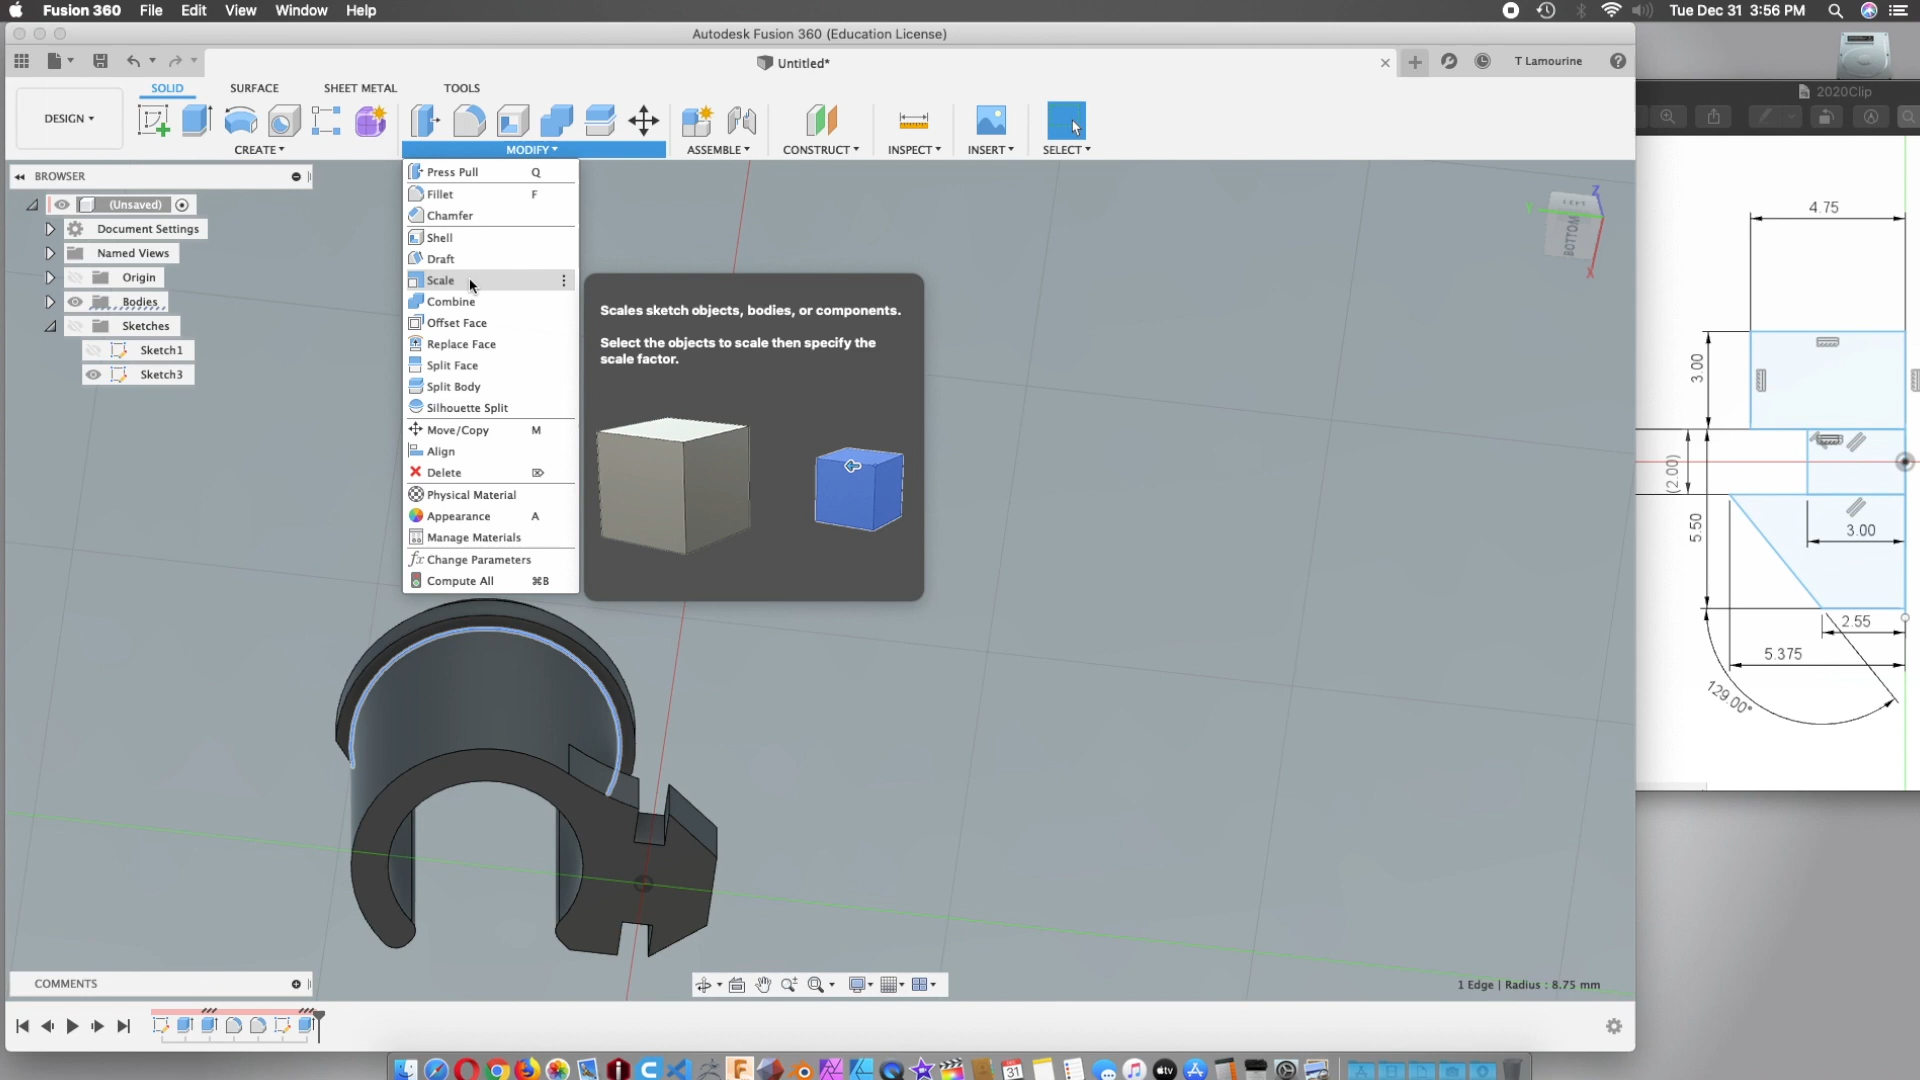 Fusion 360 File Edit View Window Help
Tue Dec 31 3:56 PM
Autodesk Fusion 360 (Education License)
Untitled*
T Lamourine
2020Clip
SOLID SURFACE SHEET METAL TOOLS
DESIGN ▾
CREATE ▾ MODIFY ▾ ASSEMBLE ▾ CONSTRUCT ▾ INSPECT ▾ INSERT ▾ SELECT ▾
BROWSER
(Unsaved)
Document Settings
Named Views
Origin
Bodies
Sketches
Sketch1
Sketch3
Press Pull Q
Fillet F
Chamfer
Shell
Draft
Scale
Combine
Offset Face
Replace Face
Split Face
Split Body
Silhouette Split
Move/Copy M
Align
Delete
Physical Material
Appearance A
Manage Materials
fx Change Parameters
Compute All ⌘B
Scales sketch objects, bodies, or components.
Select the objects to scale then specify the
scale factor.
Z
Y
X
LEFT
BOTTOM
4.75
3.00
(2.00)
5.50
3.00
2.55
5.375
129.00°
COMMENTS
1 Edge | Radius : 8.75 mm
31
tv